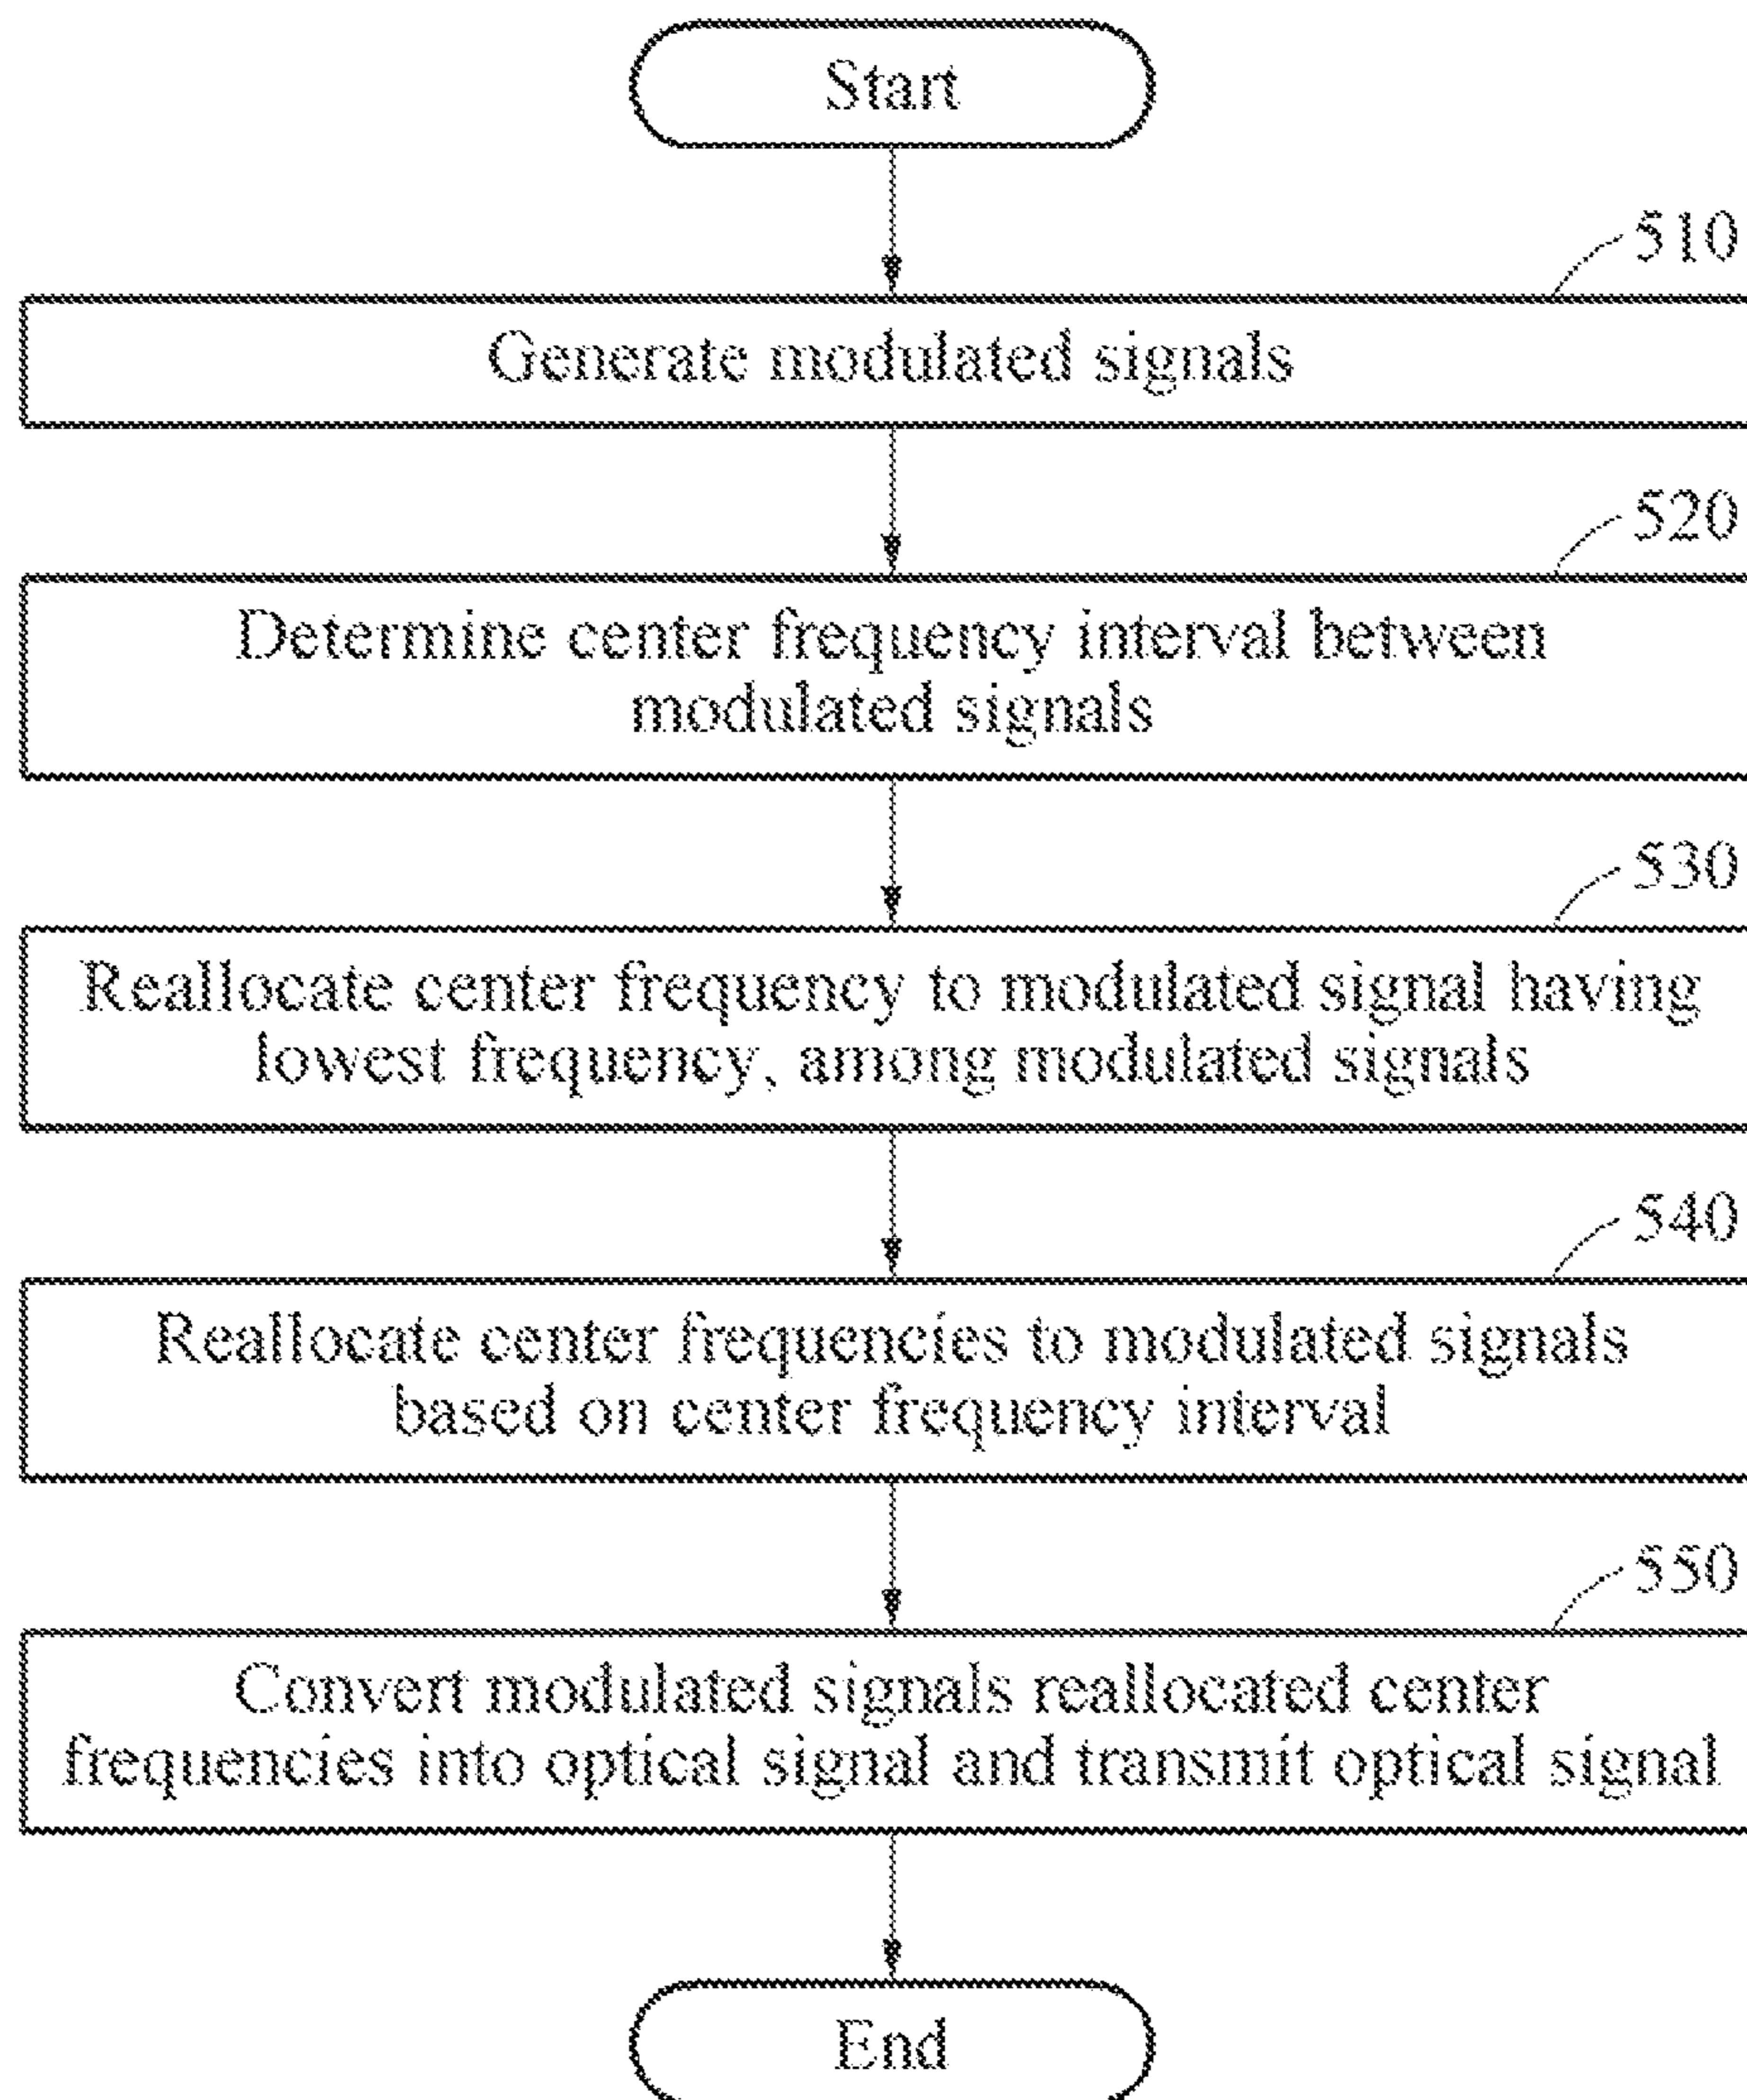 Start
510
Generate modulated signals
520
Determine center frequency interval between
modulated signals
530
Reallocate center frequency to modulated signal having
lowest frequency, among modulated signals
540
Reallocate center frequencies to modulated signals
based on center frequency interval
550
Convert modulated signals reallocated center
frequencies into optical signal and transmit optical signal
End